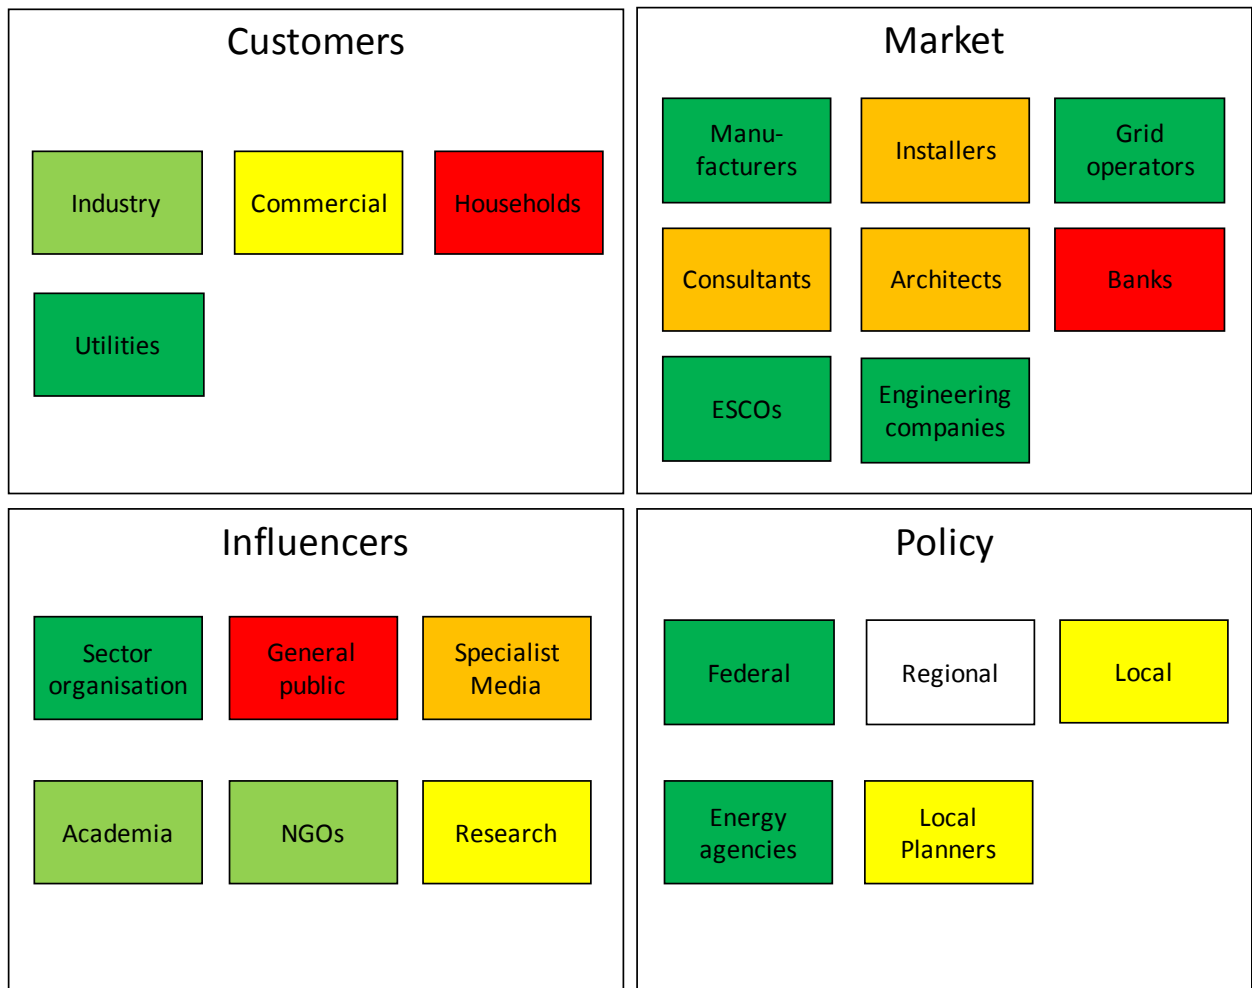 Customers
Industry
Commercial
Households
Utilities
Market
Manu-
facturers
Installers
Grid
operators
Consultants
Architects
Banks
ESCOs
Engineering
companies
Influencers
Sector
organisation
General
public
Specialist
Media
Academia
NGOs
Research
Policy
Federal
Regional
Local
Energy
agencies
Local
Planners